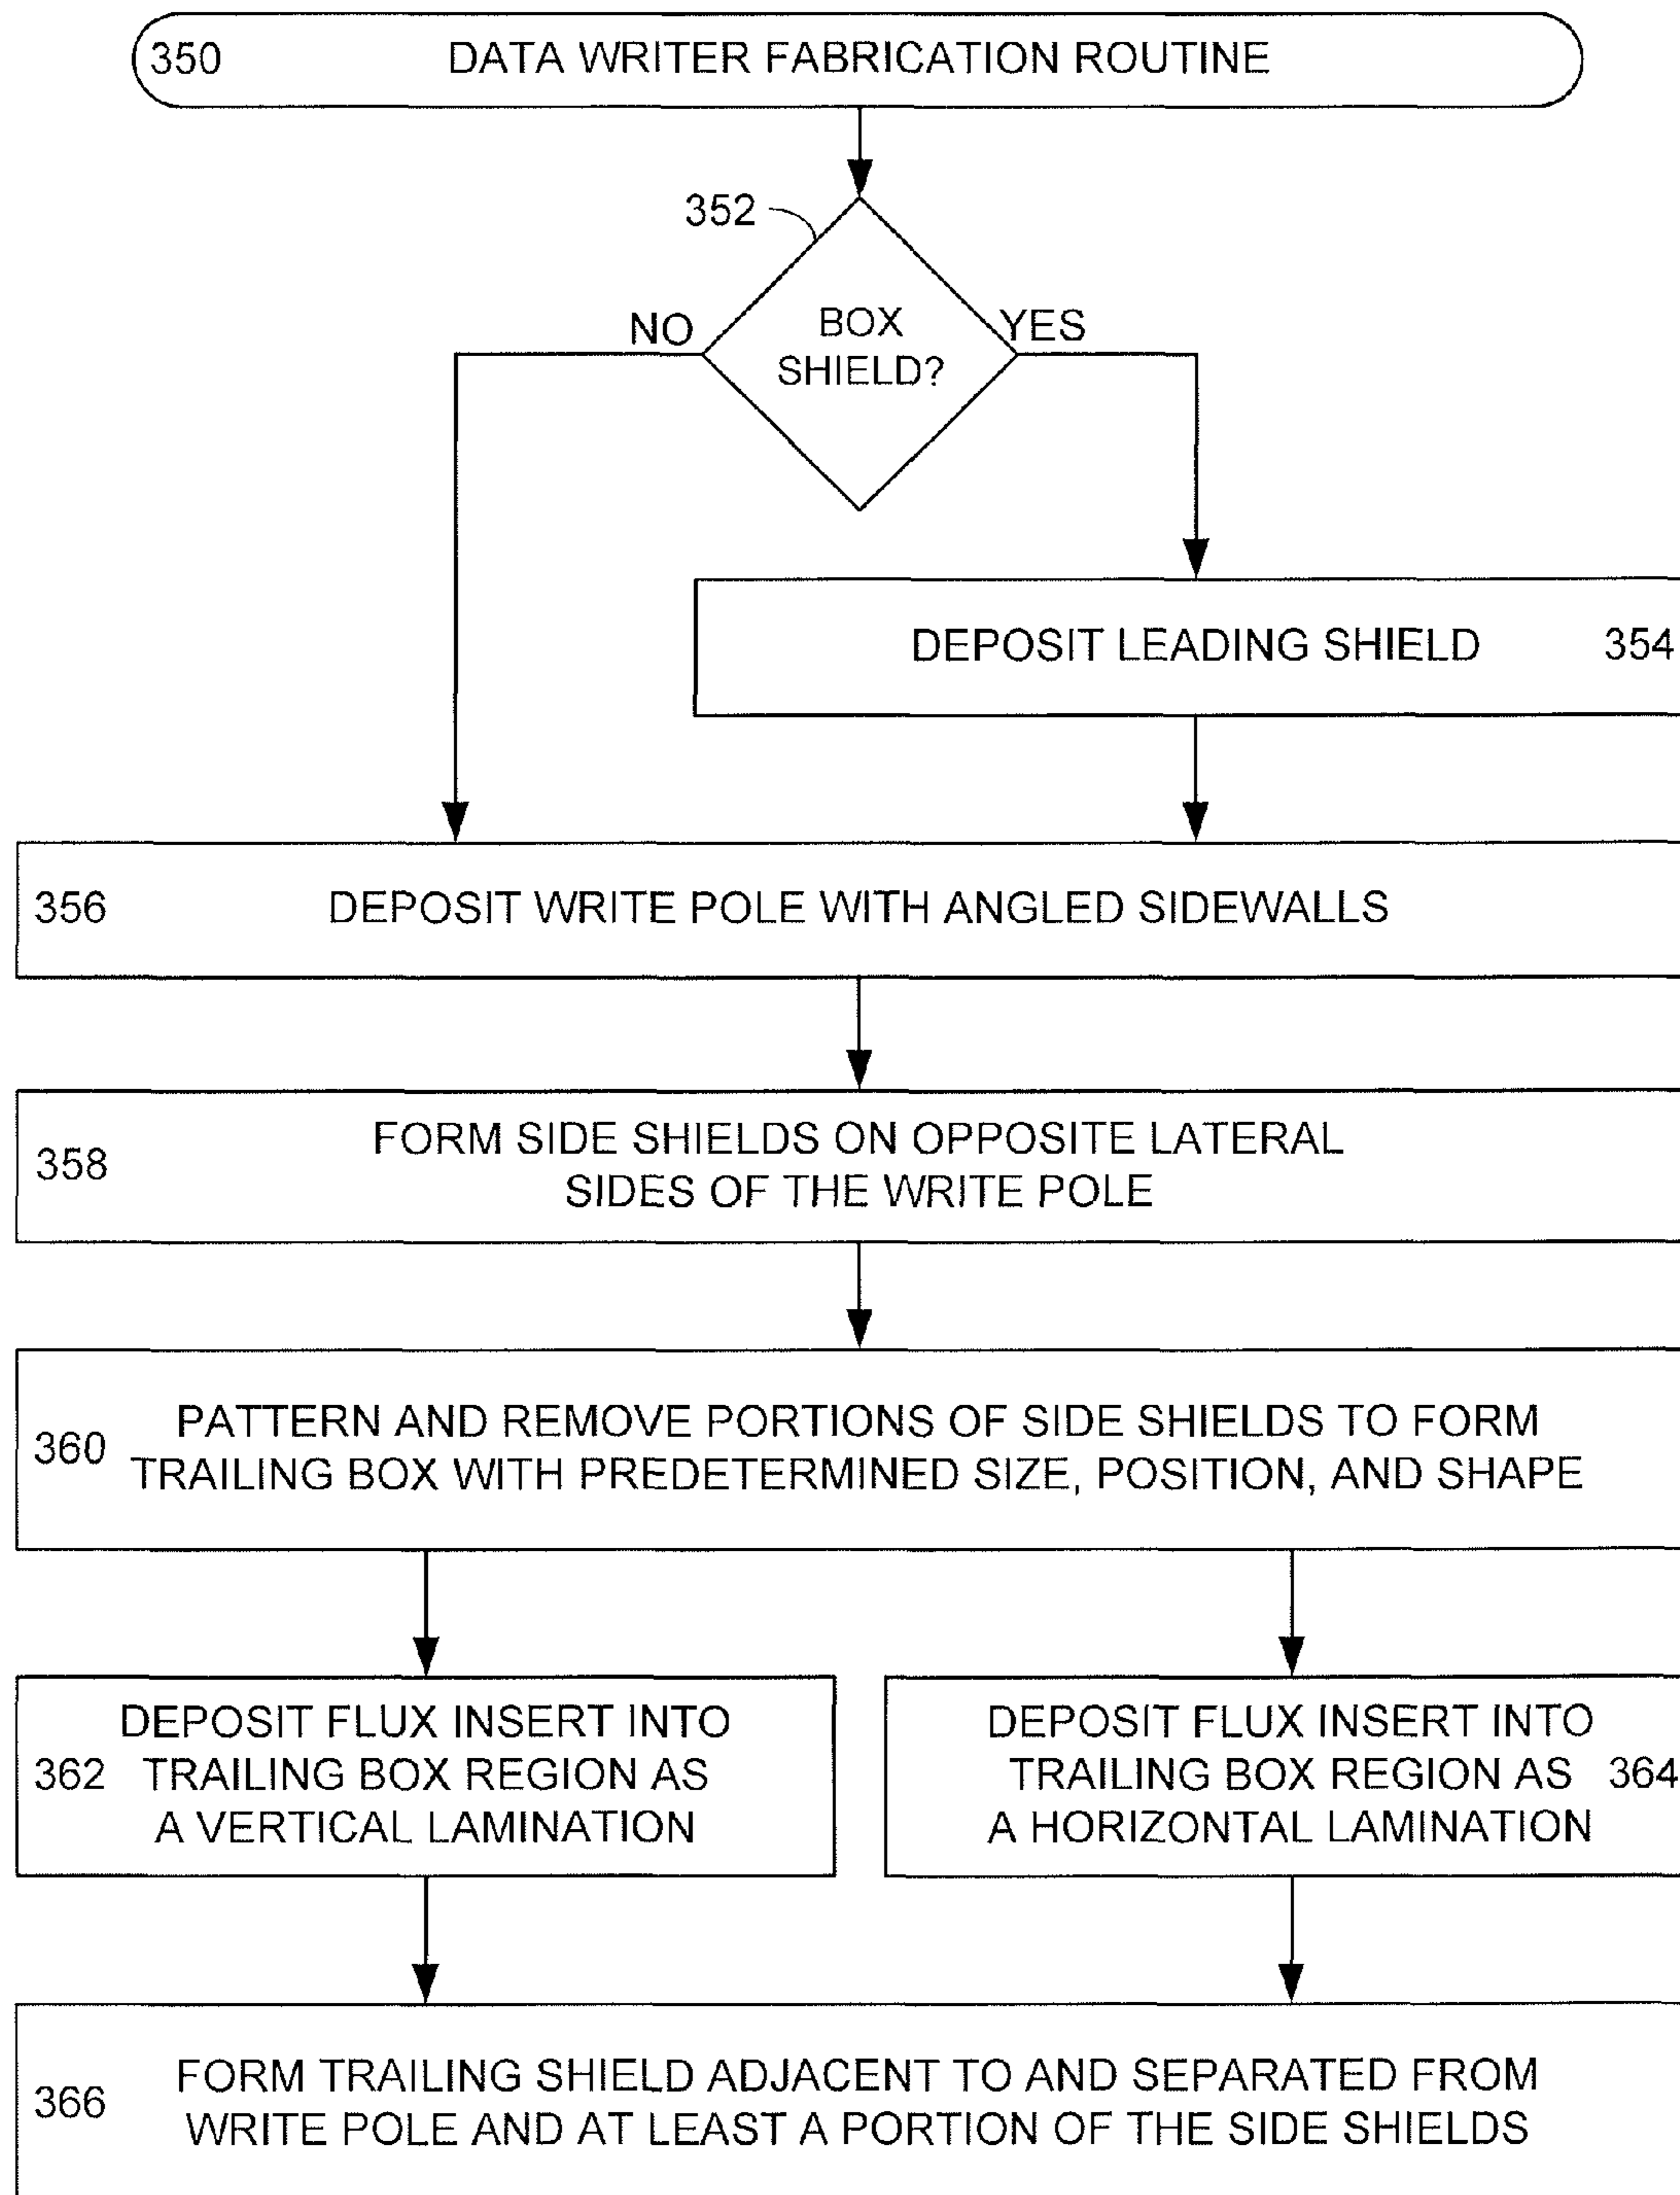 350 DATA WRITER FABRICATION ROUTINE
352
NO
YES
BOX
SHIELD?
DEPOSIT LEADING SHIELD 354
356 DEPOSIT WRITE POLE WITH ANGLED SIDEWALLS
358
FORM SIDE SHIELDS ON OPPOSITE LATERAL
SIDES OF THE WRITE POLE
360
PATTERN AND REMOVE PORTIONS OF SIDE SHIELDS TO FORM
TRAILING BOX WITH PREDETERMINED SIZE, POSITION, AND SHAPE
DEPOSIT FLUX INSERT INTO
362 TRAILING BOX REGION AS
A VERTICAL LAMINATION
DEPOSIT FLUX INSERT INTO
TRAILING BOX REGION AS 364
A HORIZONTAL LAMINATION
366
FORM TRAILING SHIELD ADJACENT TO AND SEPARATED FROM
WRITE POLE AND AT LEAST A PORTION OF THE SIDE SHIELDS